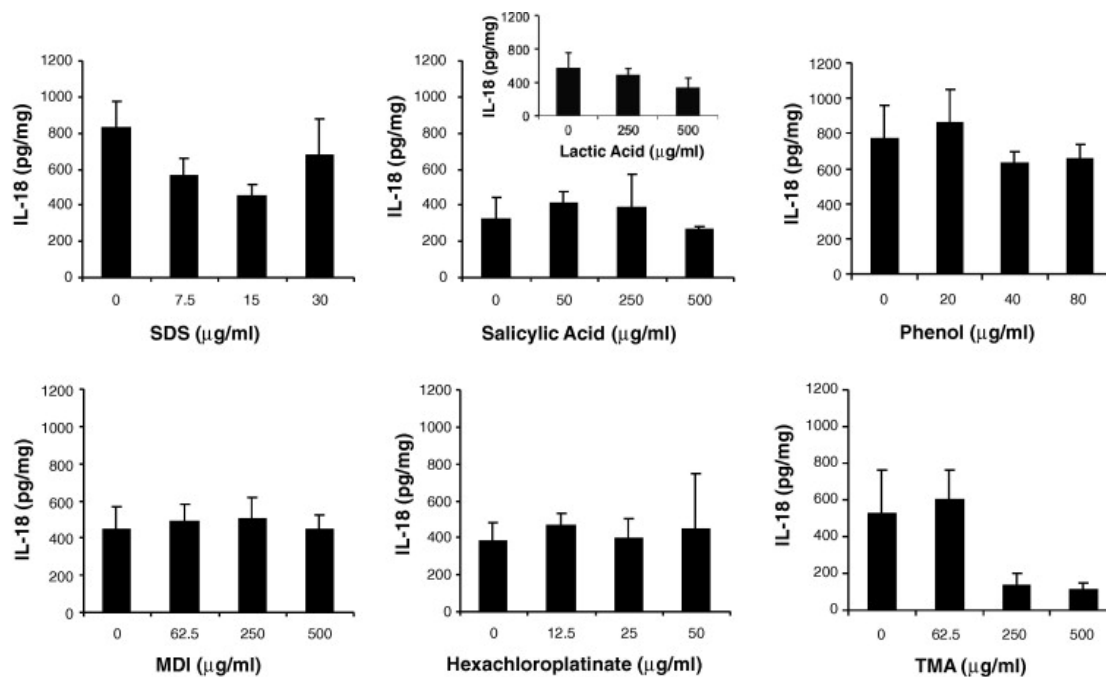 1200
1000
800
600
400
200
0
IL-18 (pg/mg)
0 7.5 15 30
SDS (μg/ml)
1200
800
400
0
IL-18 (pg/mg)
0 250 500
Lactic Acid (μg/ml)
1200
1000
800
600
400
200
0
IL-18 (pg/mg)
0 50 250 500
Salicylic Acid (μg/ml)
1200
1000
800
600
400
200
0
IL-18 (pg/mg)
0 20 40 80
Phenol (μg/ml)
1200
1000
800
600
400
200
0
IL-18 (pg/mg)
0 62.5 250 500
MDI (μg/ml)
1200
1000
800
600
400
200
0
IL-18 (pg/mg)
0 12.5 25 50
Hexachloroplatinate (μg/ml)
1200
1000
800
600
400
200
0
IL-18 (pg/mg)
0 62.5 250 500
TMA (μg/ml)